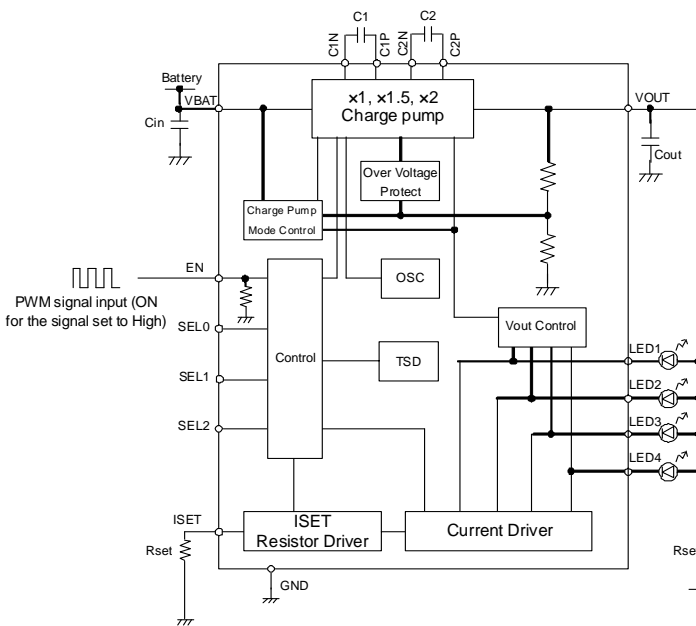 C1
C2
C1N
C1P
C2N
C2P
Battery
VBAT
×1, ×1.5, ×2
Charge pump
VOUT
Cin
Cout
Over Voltage
Protect
Charge Pump
Mode Control
EN
OSC
PWM signal input (ON
for the signal set to High)
SEL0
Vout Control
Control
TSD
LED1
SEL1
LED2
SEL2
LED3
LED4
ISET
ISET
Resistor Driver
Current Driver
Rset
Rse
GND